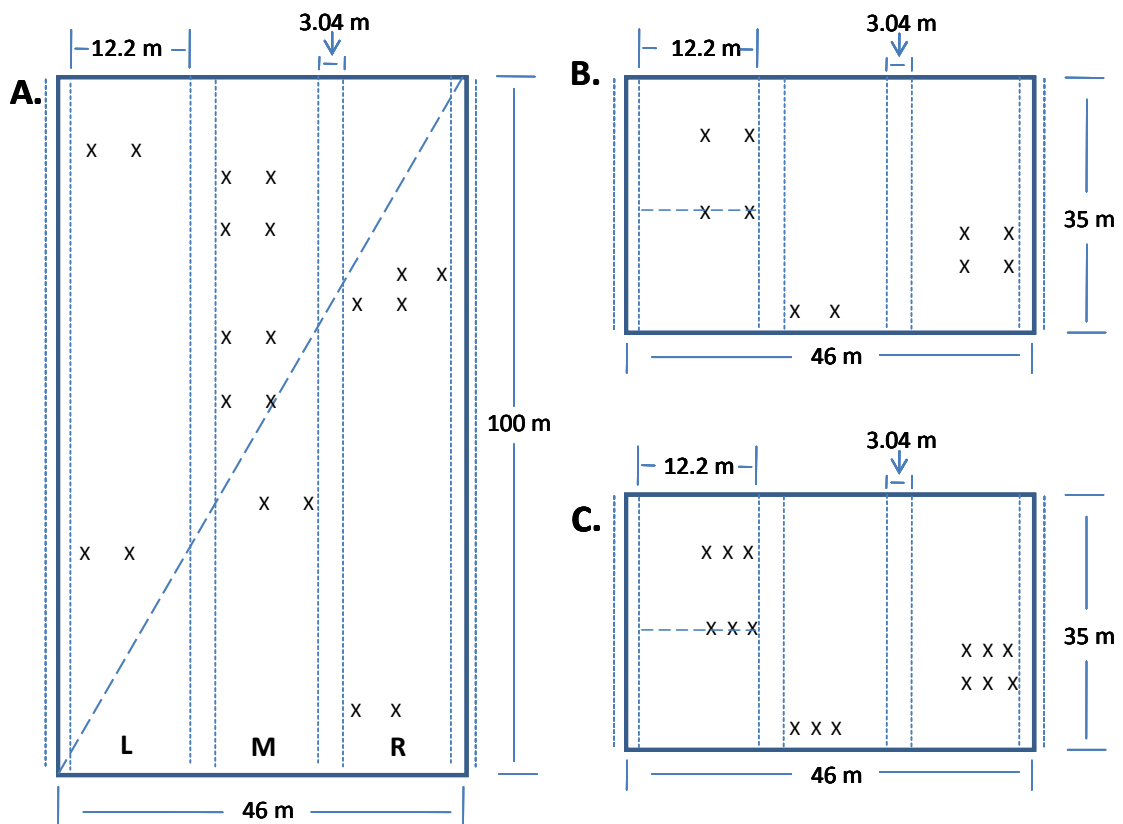 A.
12.2 m
3.04 m
X X
X X
X X
X X
X X
X X
X X
X X
X X
X X
L M R
100 m
46 m
B.
12.2 m
3.04 m
X X
X X
X X
X X
X X
35 m
46 m
C.
12.2 m
3.04 m
X X X
X X X
X X X
X X X
X X X
35 m
46 m